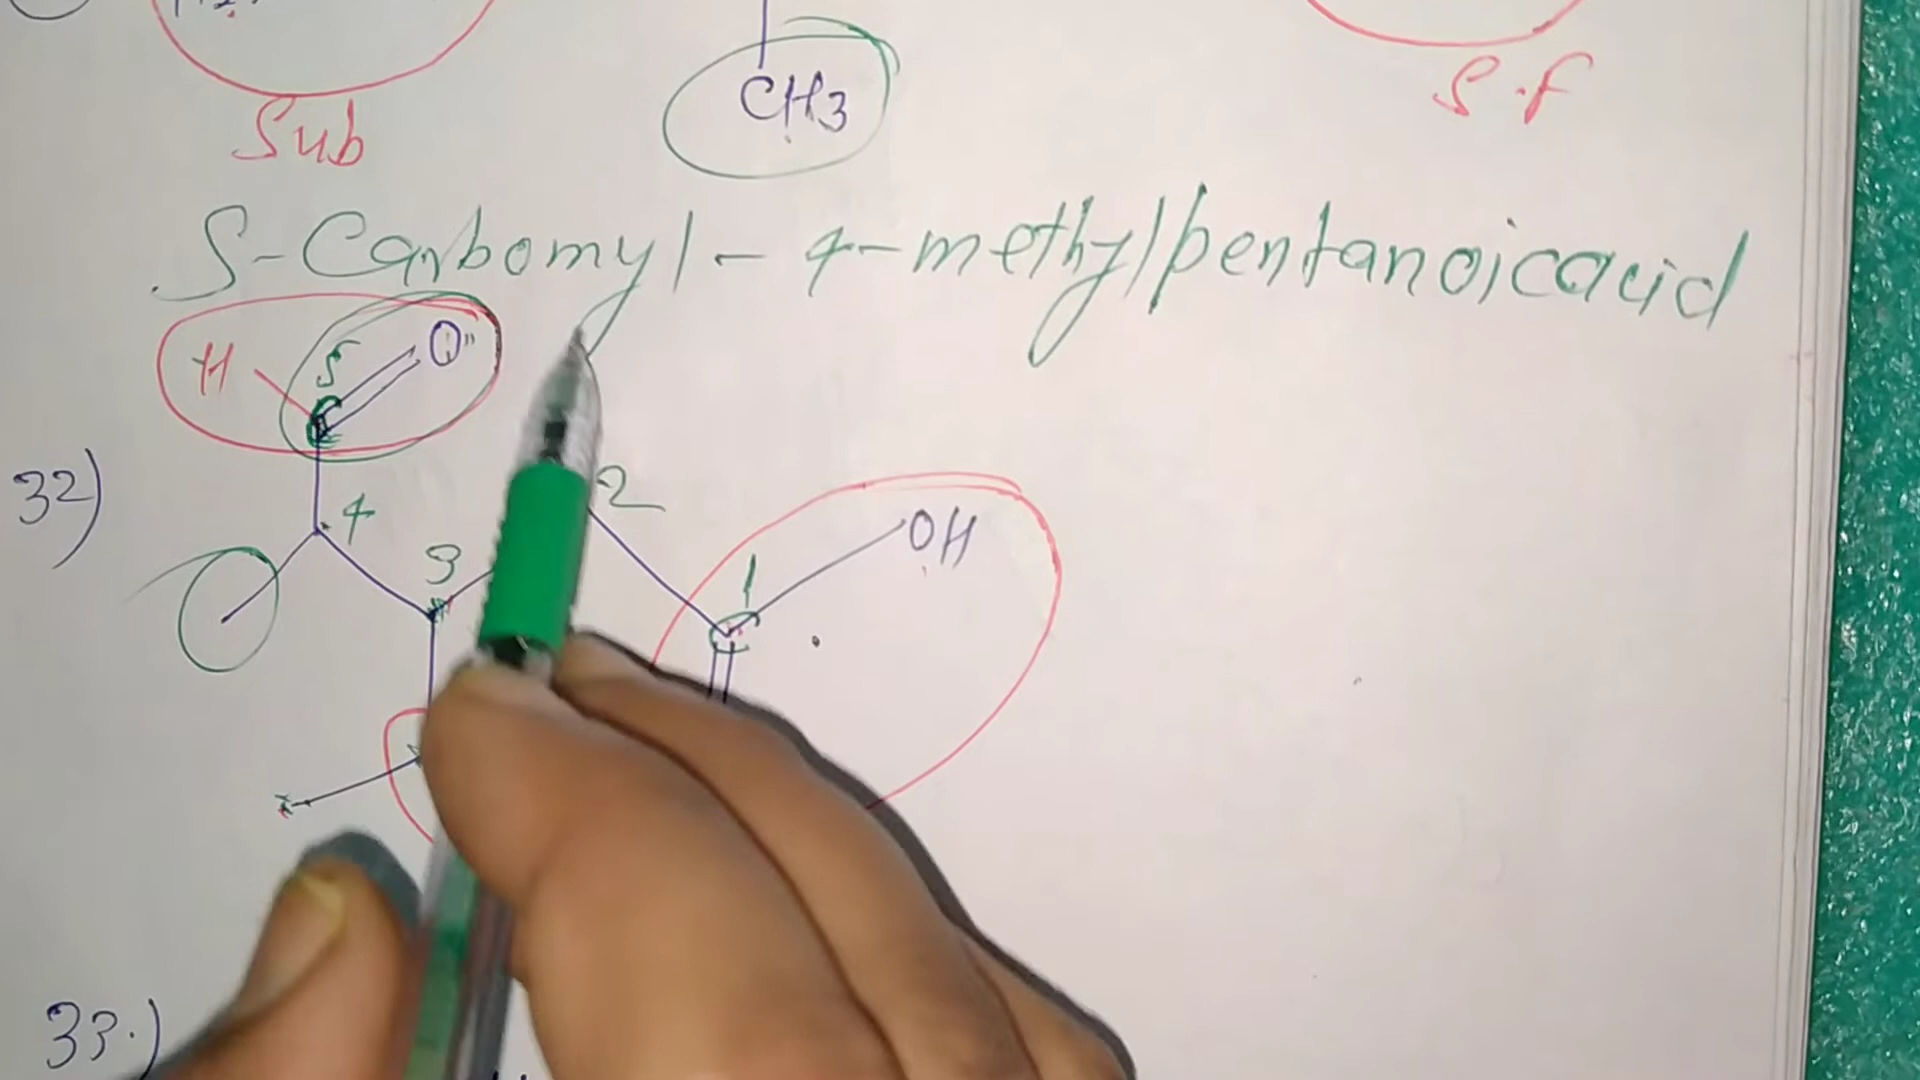 CH3
Sub
S.f
5-Carbomyl-4-methylpentanoicacid
H 5 O
32)
4
2
3
1
OH
33.)